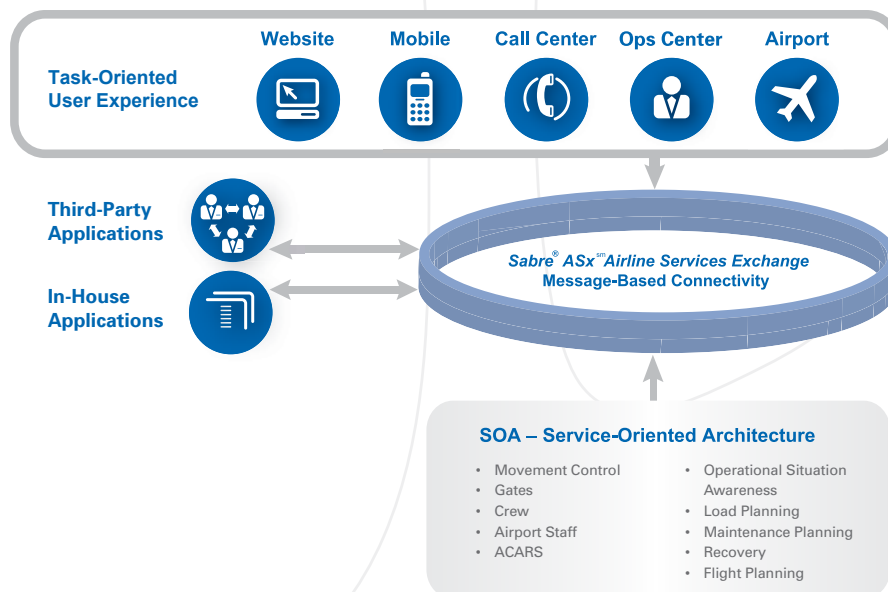 Website
Mobile
Call Center
Ops Center
Airport
Task-Oriented
User Experience
Third-Party
Applications
In-House
Applications
Sabre® ASx℠ Airline Services Exchange
Message-Based Connectivity
SOA – Service-Oriented Architecture
• Movement Control
• Gates
• Crew
• Airport Staff
• ACARS
• Operational Situation
Awareness
• Load Planning
• Maintenance Planning
• Recovery
• Flight Planning